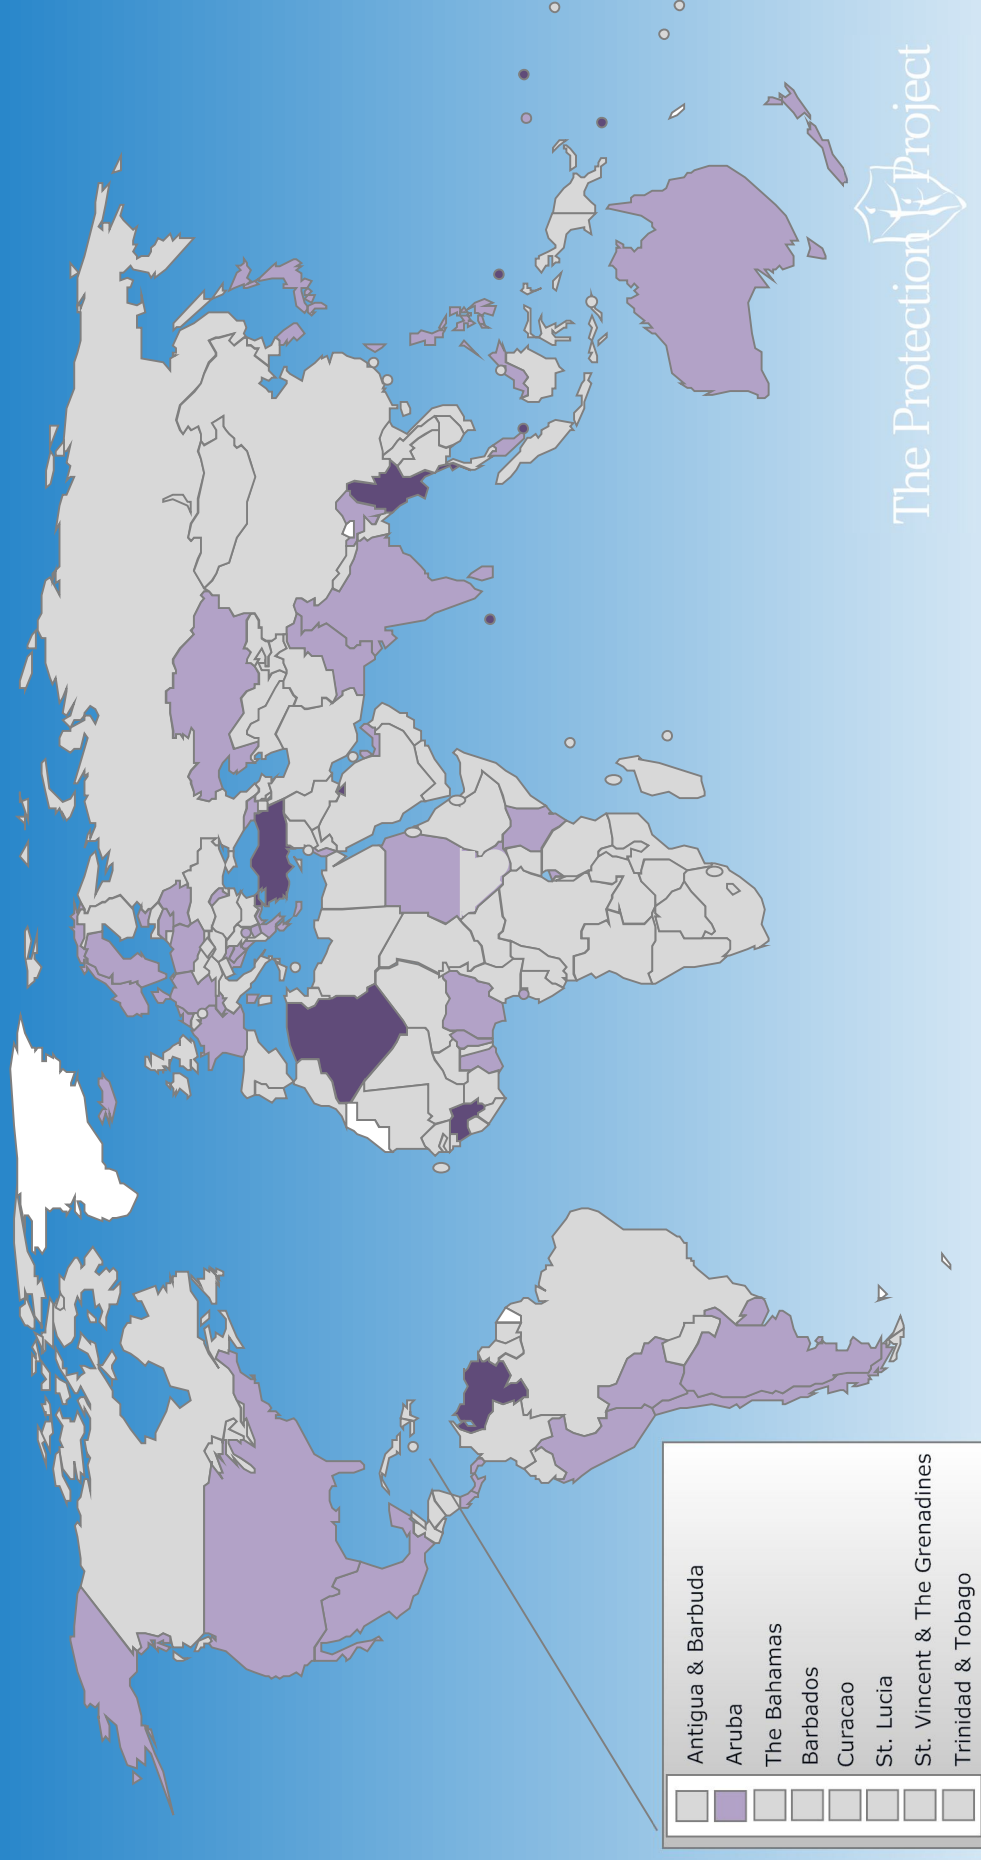 The Protection Project
Antigua & Barbuda
Aruba
The Bahamas
Barbados
Curacao
St. Lucia
St. Vincent & The Grenadines
Trinidad & Tobago